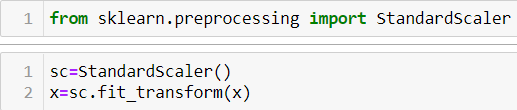 1 from sklearn.preprocessing import StandardScaler
1 sc=StandardScaler()
2 x=sc.fit_transform(x)